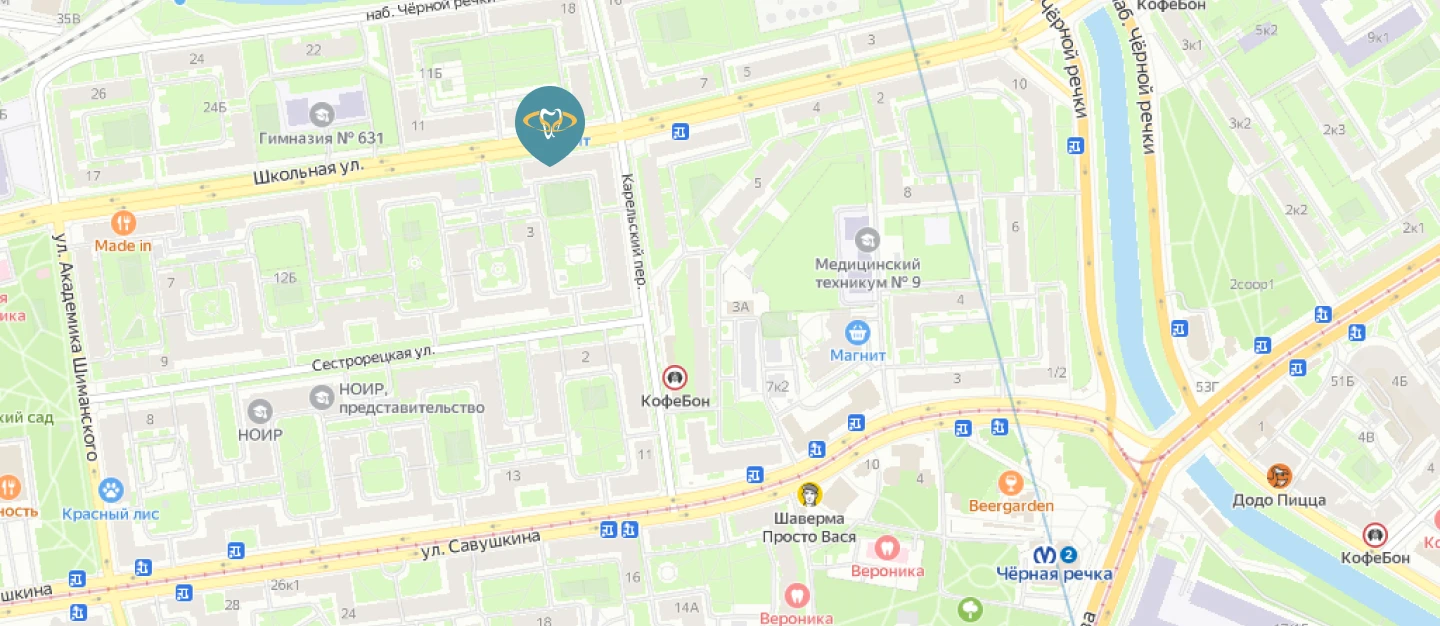 35В
наб. Чёрной речки
18
16
КофеБон
24
22
11Б
3
7
5
3к1
5к2
9к1
26
24Б
Гимназия № 631
11
4
2
10
Чёрной речки
наб. Чёрной речки
3к2
2к3
17
Школьная ул.
Карельский пер.
5
8
6
2к2
2к1
Made in
3
7
12Б
Медицинский
техникум № 9
4
2соор1
ул. Академика Шиманского
3А
Магнит
9
Сестрорецкая ул.
2
7к2
3
1/2
53Г
51Б
4Б
НОИР,
представительство
НОИР
КофеБон
кий сад
8
1
4В
11
13
10
4
4
Красный лис
ность
Шаверма
Просто Вася
Beergarden
Додо Пицца
ул. Савушкина
Вероника
2
Чёрная речка
КофеБон
шкина
26к1
28
24
18
16
14А
Вероника